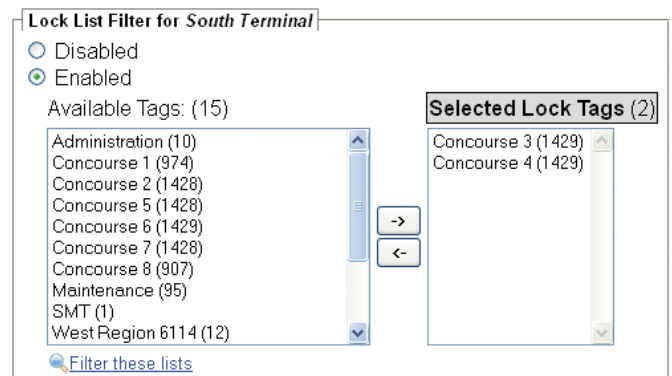 Lock List Filter for South Terminal
Disabled
Enabled
Available Tags: (15)
Administration (10)
Concourse 1 (974)
Concourse 2 (1428)
Concourse 5 (1428)
Concourse 6 (1429)
Concourse 7 (1428)
Concourse 8 (907)
Maintenance (95)
SMT (1)
West Region 6114 (12)
->
<-
Selected Lock Tags (2)
Concourse 3 (1429)
Concourse 4 (1429)
Filter these lists